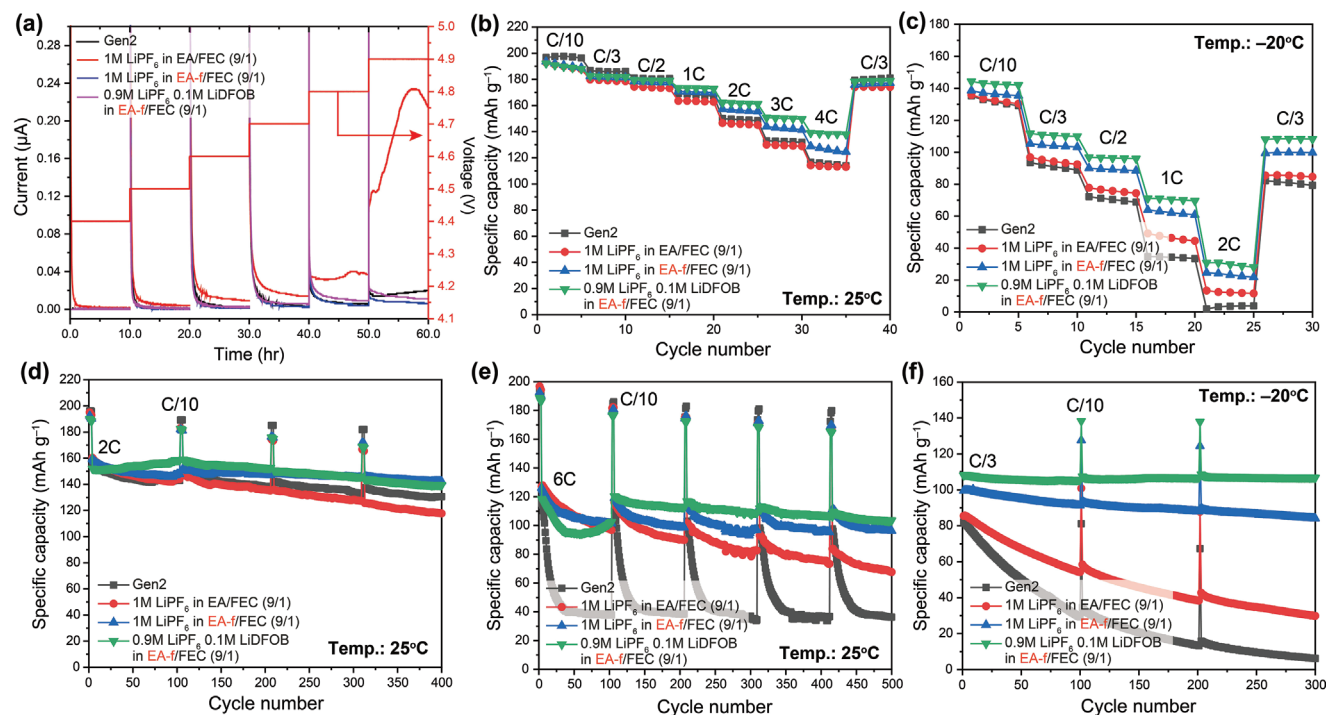 (a)
Gen2
1M LiPF6 in EA/FEC (9/1)
1M LiPF6 in EA-f/FEC (9/1)
0.9M LiPF6 0.1M LiDFOB
in EA-f/FEC (9/1)
0.28
0.24
0.20
0.16
0.12
0.08
0.04
0.00
Current (µA)
0.0 10.0 20.0 30.0 40.0 50.0 60.0
Time (hr)
5.0
4.9
4.8
4.7
4.6
4.5
4.4
4.3
4.2
4.1
Voltage (V)
(b)
220
200
180
160
140
120
100
80
60
40
20
0
Specific capacity (mAh g–1)
C/10
C/3
C/2
1C
2C
3C
4C
C/3
Gen2
1M LiPF6 in EA/FEC (9/1)
1M LiPF6 in EA-f/FEC (9/1)
0.9M LiPF6 0.1M LiDFOB
in EA-f/FEC (9/1)
Temp.: 25°C
0 10 20 30 40
Cycle number
(c)
200
180
160
140
120
100
80
60
40
20
0
Specific capacity (mAh g–1)
Temp.: –20°C
C/10
C/3
C/2
1C
2C
C/3
Gen2
1M LiPF6 in EA/FEC (9/1)
1M LiPF6 in EA-f/FEC (9/1)
0.9M LiPF6 0.1M LiDFOB
in EA-f/FEC (9/1)
0 5 10 15 20 25 30
Cycle number
(d)
220
200
180
160
140
120
100
80
60
40
20
0
Specific capacity (mAh g–1)
2C
C/10
Gen2
1M LiPF6 in EA/FEC (9/1)
1M LiPF6 in EA-f/FEC (9/1)
0.9M LiPF6 0.1M LiDFOB
in EA-f/FEC (9/1)
Temp.: 25°C
0 50 100 150 200 250 300 350 400
Cycle number
(e)
200
180
160
140
120
100
80
60
40
20
0
Specific capacity (mAh g–1)
6C
C/10
Gen2
1M LiPF6 in EA/FEC (9/1)
1M LiPF6 in EA-f/FEC (9/1)
0.9M LiPF6 0.1M LiDFOB
in EA-f/FEC (9/1)
Temp.: 25°C
0 50 100 150 200 250 300 350 400 450 500
Cycle number
(f)
160
140
120
100
80
60
40
20
0
Specific capacity (mAh g–1)
Temp.: –20°C
C/3
C/10
Gen2
1M LiPF6 in EA/FEC (9/1)
1M LiPF6 in EA-f/FEC (9/1)
0.9M LiPF6 0.1M LiDFOB
in EA-f/FEC (9/1)
0 50 100 150 200 250 300
Cycle number